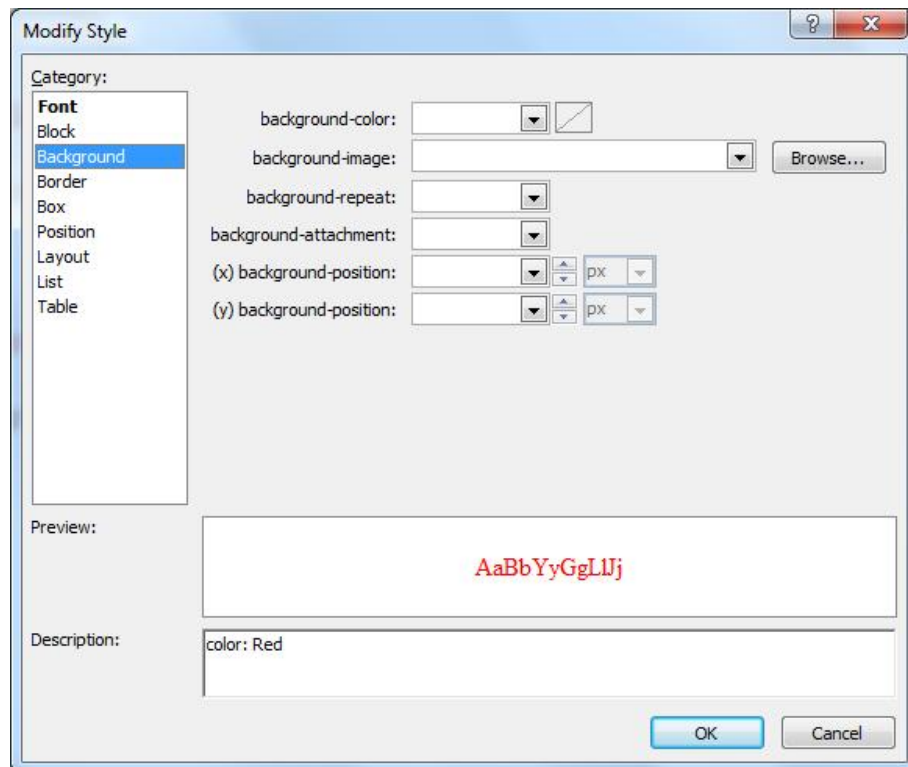 Modify Style
Category:
Font
Block
Background
Border
Box
Position
Layout
List
Table
background-color:
background-image:
Browse...
background-repeat:
background-attachment:
(x) background-position:
px
(y) background-position:
px
Preview:
AaBbYyGgLlJj
Description:
color: Red
OK
Cancel